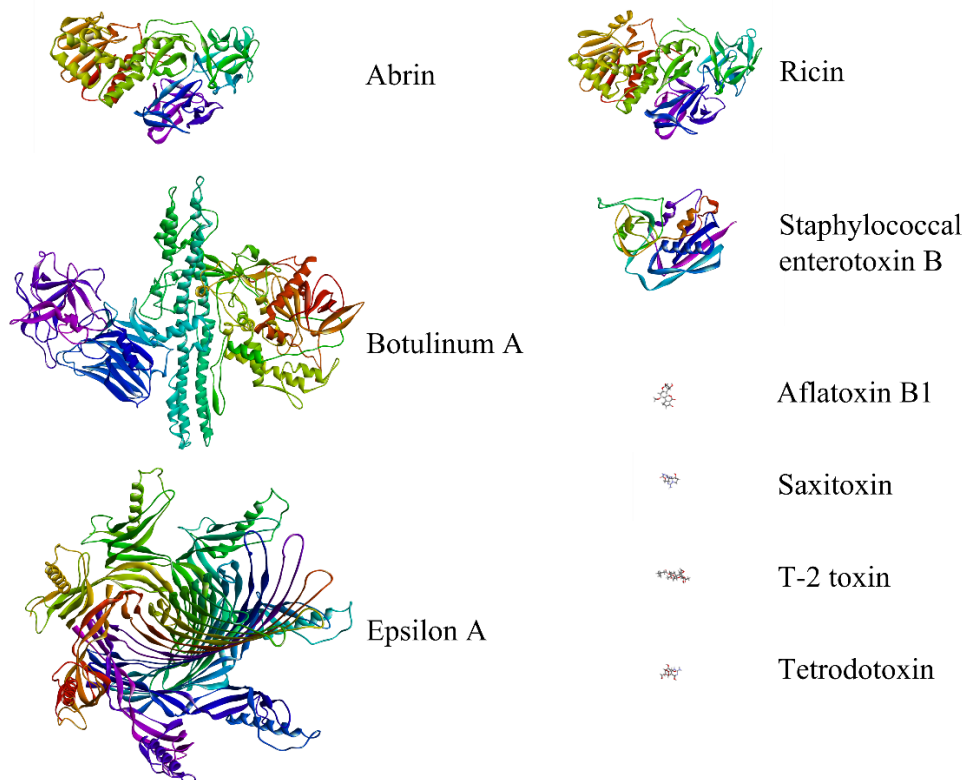 Abrin
Ricin
Staphylococcal
enterotoxin B
Botulinum A
Aflatoxin B1
Saxitoxin
T-2 toxin
Epsilon A
Tetrodotoxin